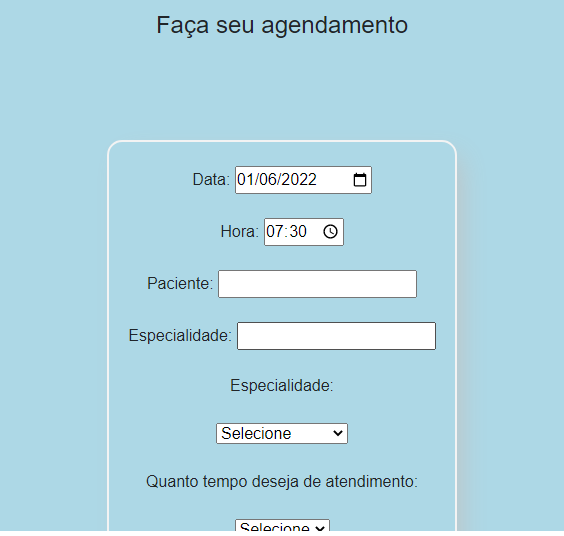 Faça seu agendamento
Data: 01/06/2022
Hora: 07:30
Paciente:
Especialidade:
Especialidade:
Selecione
Quanto tempo deseja de atendimento:
Selecione